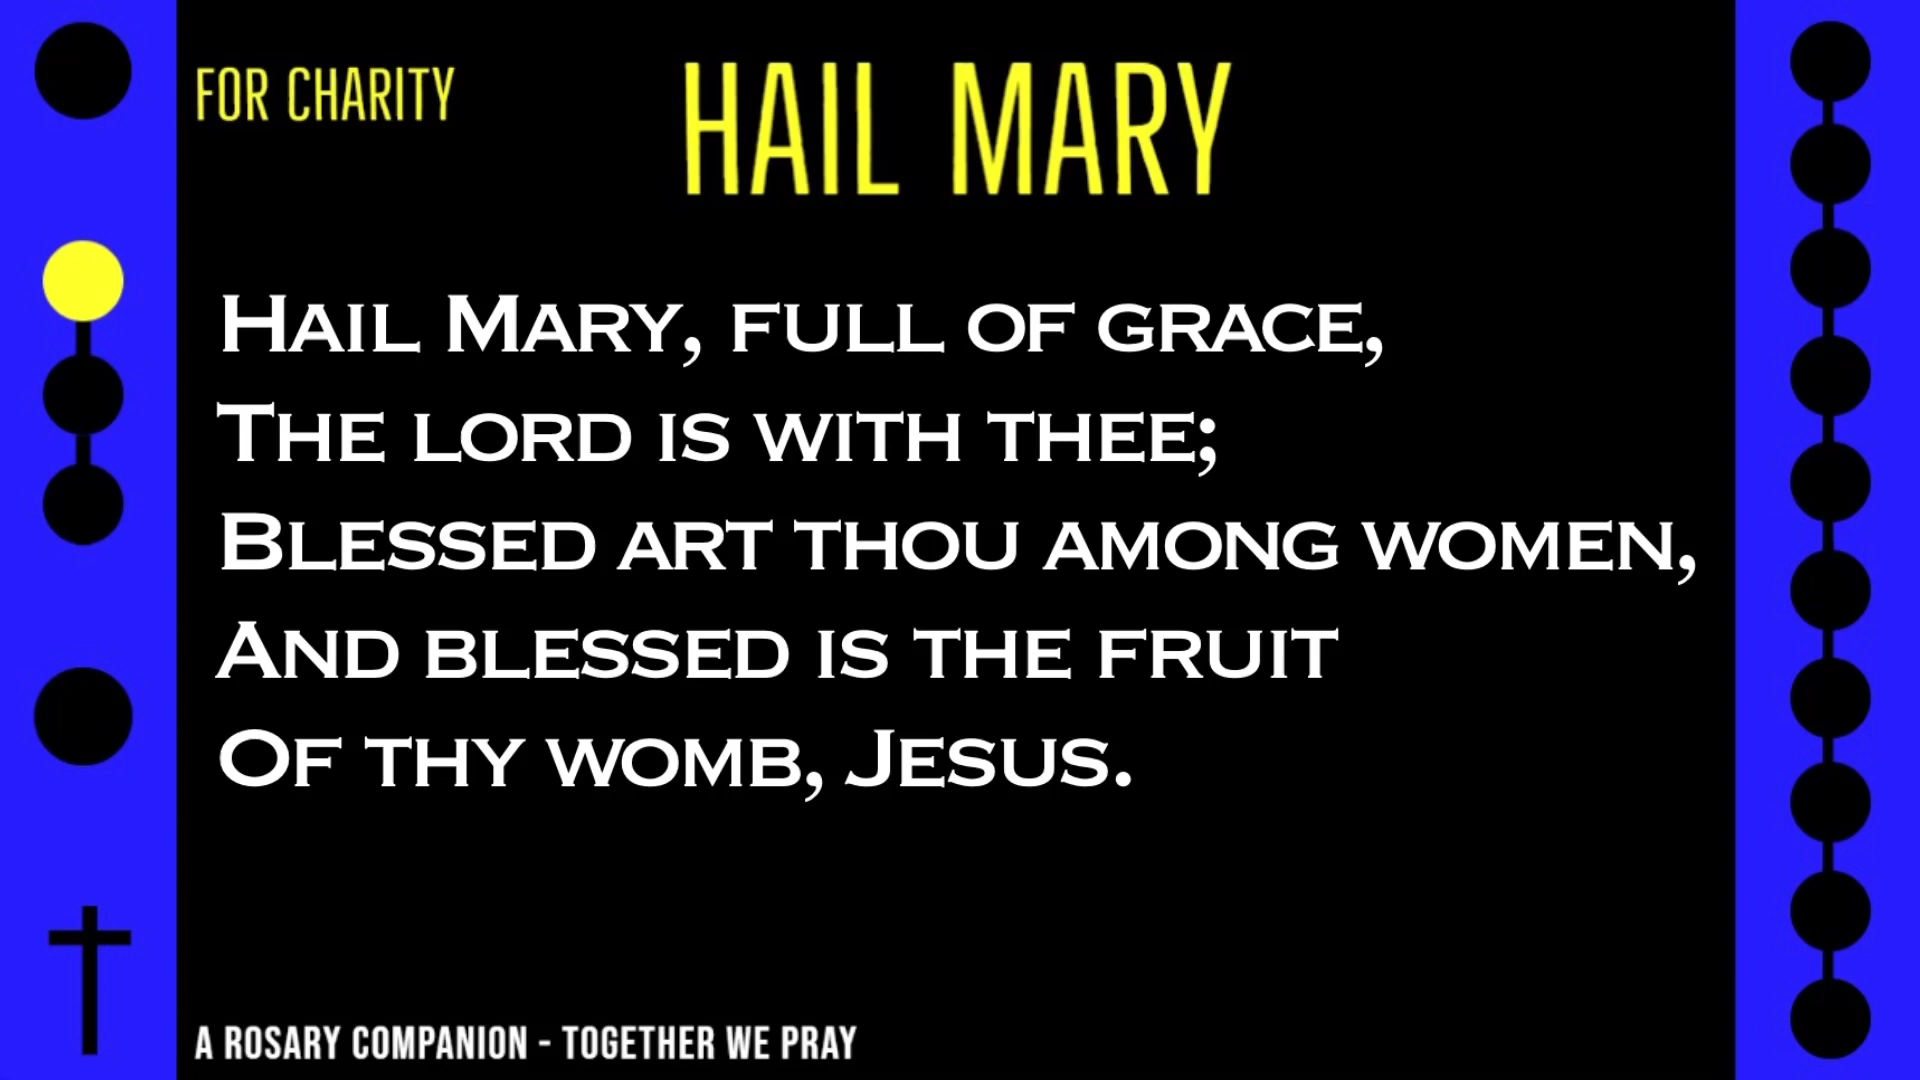 FOR CHARITY
HAIL MARY
Hail Mary, full of grace,
The lord is with thee;
Blessed art thou among women,
And blessed is the fruit
Of thy womb, Jesus.
A ROSARY COMPANION - TOGETHER WE PRAY